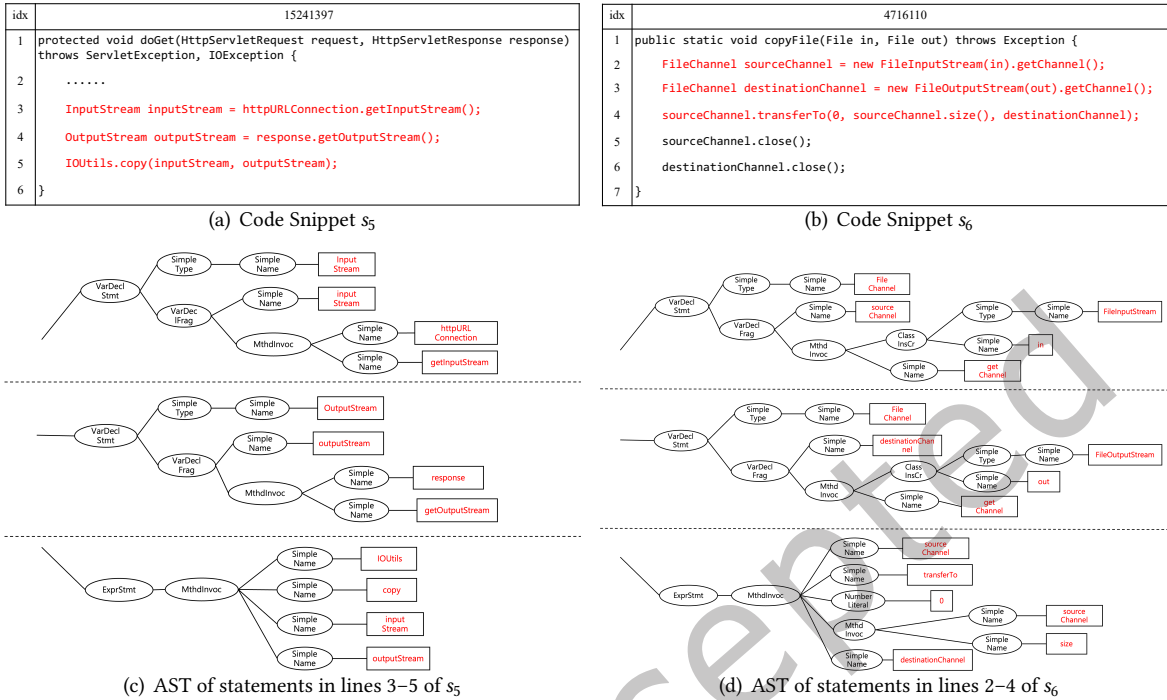 idx 15241397
1 protected void doGet(HttpServletRequest request, HttpServletResponse response)
throws ServletException, IOException {
2 ......
3 InputStream inputStream = httpURLConnection.getInputStream();
4 OutputStream outputStream = response.getOutputStream();
5 IOUtils.copy(inputStream, outputStream);
6 }
(a) Code Snippet s5
idx 4716110
1 public static void copyFile(File in, File out) throws Exception {
2 FileChannel sourceChannel = new FileInputStream(in).getChannel();
3 FileChannel destinationChannel = new FileOutputStream(out).getChannel();
4 sourceChannel.transferTo(0, sourceChannel.size(), destinationChannel);
5 sourceChannel.close();
6 destinationChannel.close();
7 }
(b) Code Snippet s6
VarDecl
Stmt
Simple
Type
Simple
Name
Input
Stream
VarDec
lFrag
Simple
Name
input
Stream
MthdInvoc
Simple
Name
httpURL
Connection
Simple
Name
getInputStream
VarDecl
Stmt
Simple
Type
Simple
Name
OutputStream
VarDecl
Frag
Simple
Name
outputStream
MthdInvoc
Simple
Name
response
Simple
Name
getOutputStream
ExprStmt
MthdInvoc
Simple
Name
IOUtils
Simple
Name
copy
Simple
Name
input
Stream
Simple
Name
outputStream
(c) AST of statements in lines 3–5 of s5
VarDecl
Stmt
Simple
Type
Simple
Name
File
Channel
VarDecl
Frag
Simple
Name
source
Channel
Mthd
Invoc
Class
InsCr
Simple
Type
Simple
Name
FileInputStream
Simple
Name
in
Simple
Name
get
Channel
VarDecl
Stmt
Simple
Type
Simple
Name
File
Channel
VarDecl
Frag
Simple
Name
destinationChan
nel
Mthd
Invoc
Class
InsCr
Simple
Type
Simple
Name
FileOutputStream
Simple
Name
out
Simple
Name
get
Channel
ExprStmt
MthdInvoc
Simple
Name
source
Channel
Simple
Name
transferTo
Number
Literal
0
Mthd
Invoc
Simple
Name
source
Channel
Simple
Name
size
Simple
Name
destinationChannel
(d) AST of statements in lines 2–4 of s6
cepted